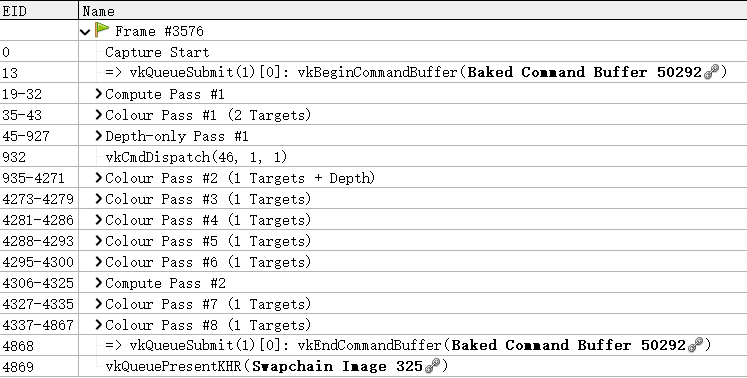 EID Name
Frame #3576
0 Capture Start
13 => vkQueueSubmit(1)[0]: vkBeginCommandBuffer(Baked Command Buffer 50292)
19-32 Compute Pass #1
35-43 Colour Pass #1 (2 Targets)
45-927 Depth-only Pass #1
932 vkCmdDispatch(46, 1, 1)
935-4271 Colour Pass #2 (1 Targets + Depth)
4273-4279 Colour Pass #3 (1 Targets)
4281-4286 Colour Pass #4 (1 Targets)
4288-4293 Colour Pass #5 (1 Targets)
4295-4300 Colour Pass #6 (1 Targets)
4306-4325 Compute Pass #2
4327-4335 Colour Pass #7 (1 Targets)
4337-4867 Colour Pass #8 (1 Targets)
4868 => vkQueueSubmit(1)[0]: vkEndCommandBuffer(Baked Command Buffer 50292)
4869 vkQueuePresentKHR(Swapchain Image 325)